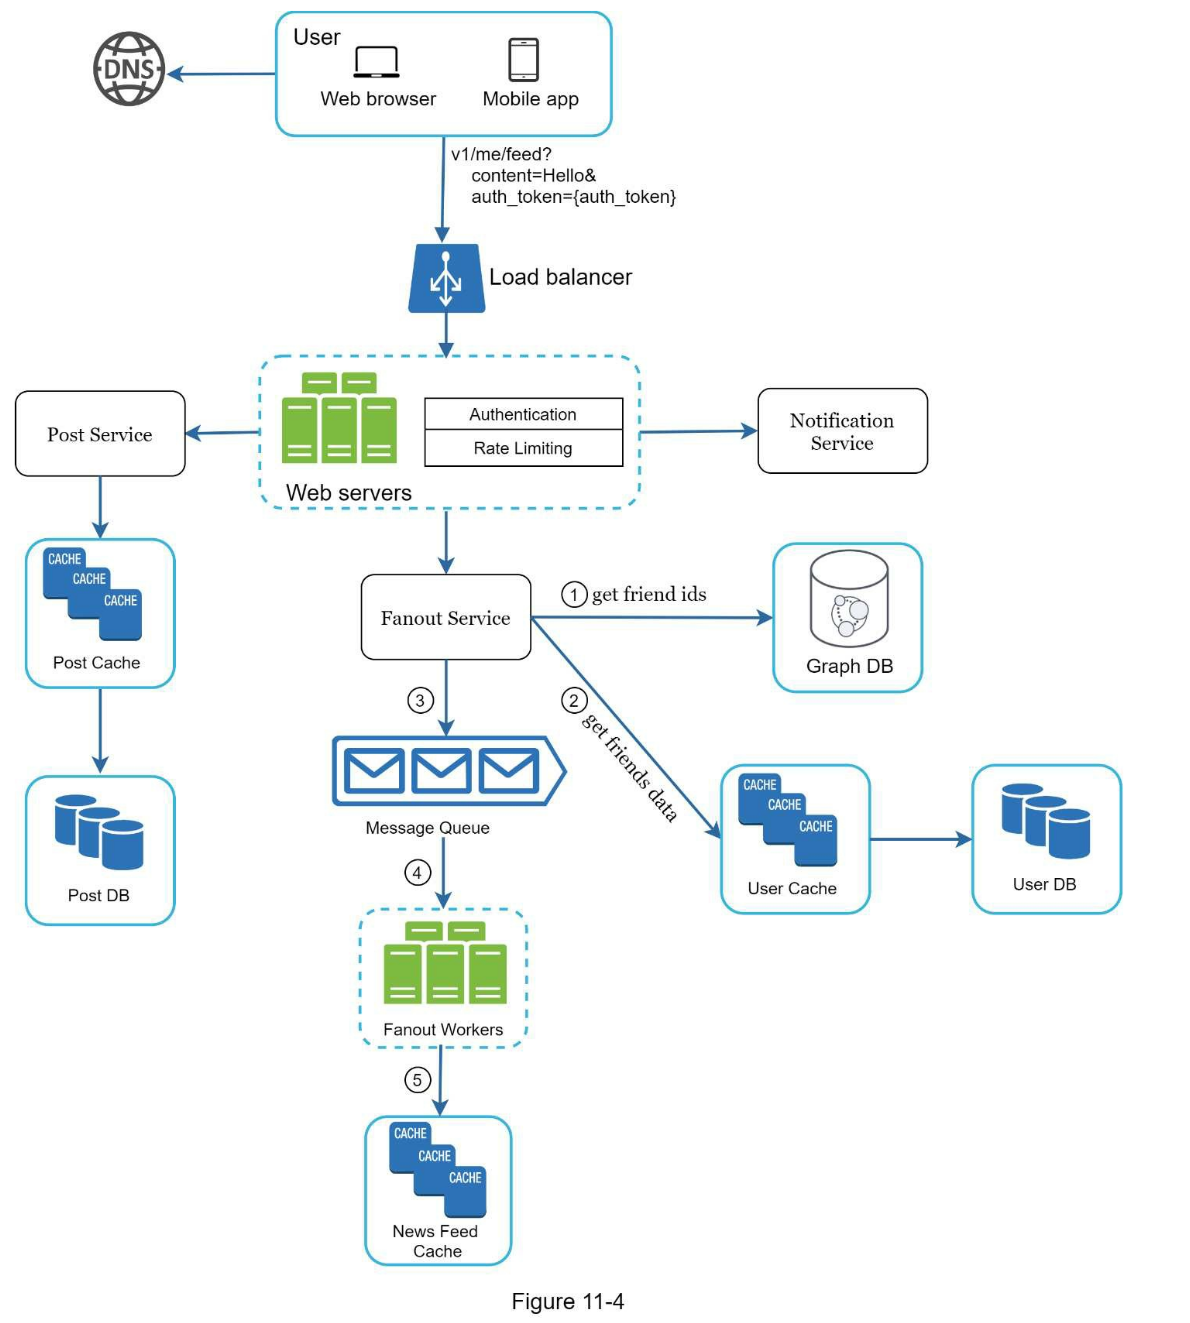 User
DNS
Web browser
Mobile app
v1/me/feed?
content=Hello&
auth_token={auth_token}
Load balancer
Post Service
Authentication
Rate Limiting
Web servers
Notification
Service
CACHE
CACHE
CACHE
Post Cache
Fanout Service
1 get friend ids
Graph DB
2 get friends data
3
Message Queue
Post DB
CACHE
CACHE
CACHE
User Cache
User DB
4
Fanout Workers
5
CACHE
CACHE
CACHE
News Feed
Cache
Figure 11-4